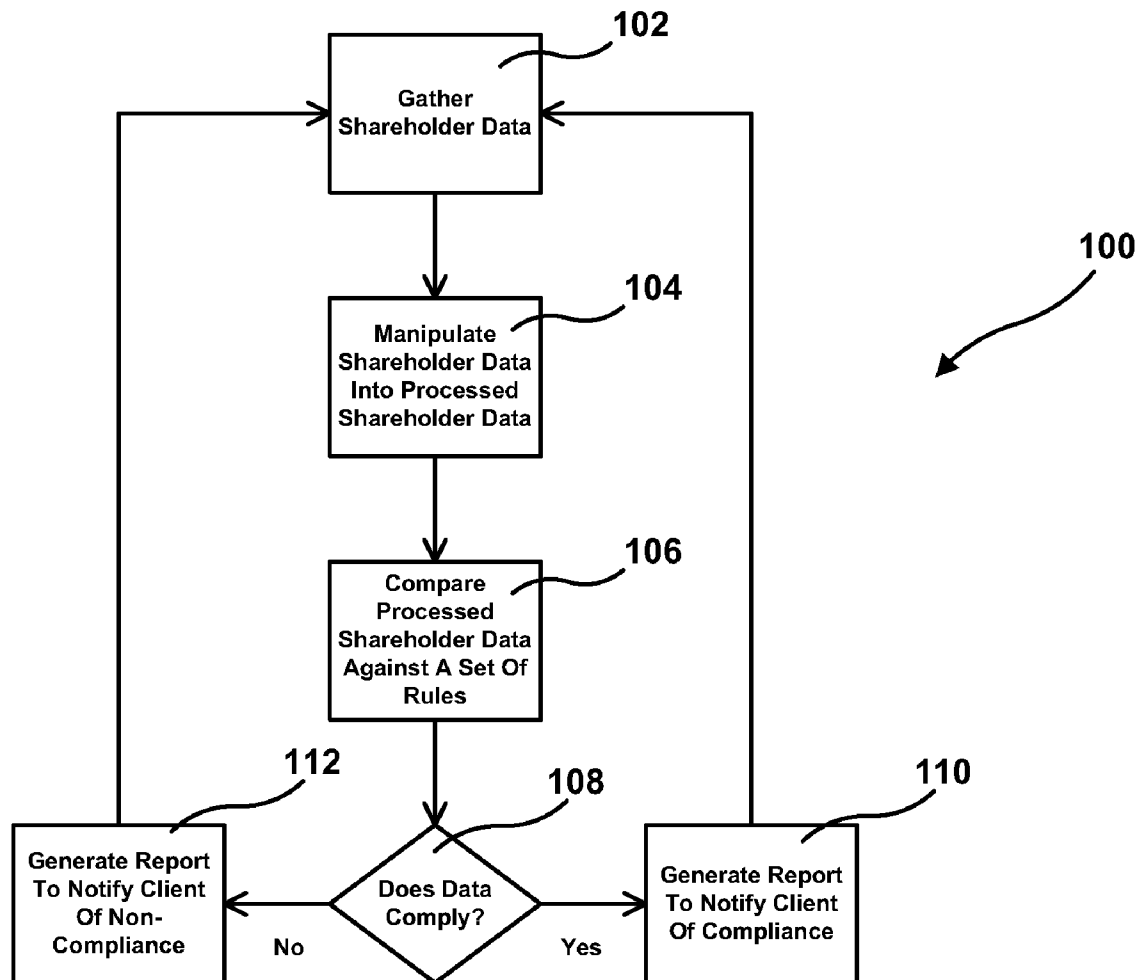 102
Gather
Shareholder Data
100
104
Manipulate
Shareholder Data
Into Processed
Shareholder Data
106
Compare
Processed
Shareholder Data
Against A Set Of
Rules
112
108
110
Generate Report
To Notify Client
Of Non-
Compliance
No
Does Data
Comply?
Yes
Generate Report
To Notify Client
Of Compliance